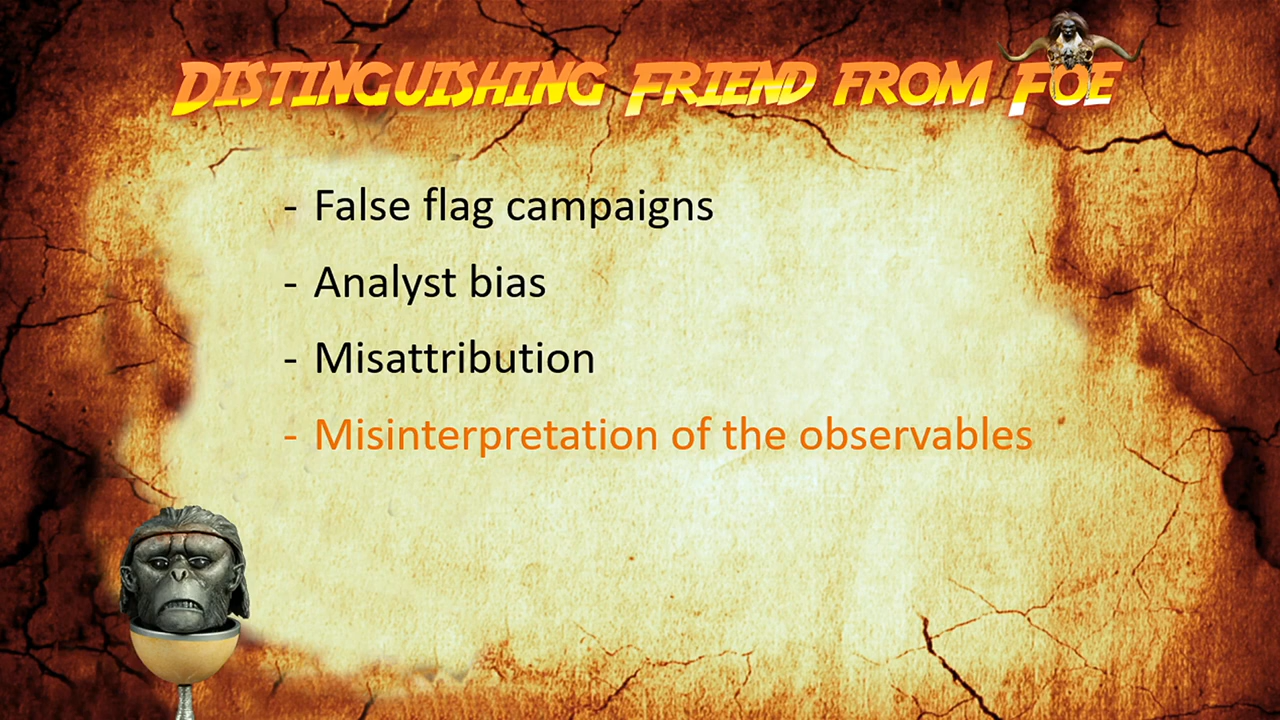 Distinguishing Friend from Foe
- False flag campaigns
- Analyst bias
- Misattribution
- Misinterpretation of the observables